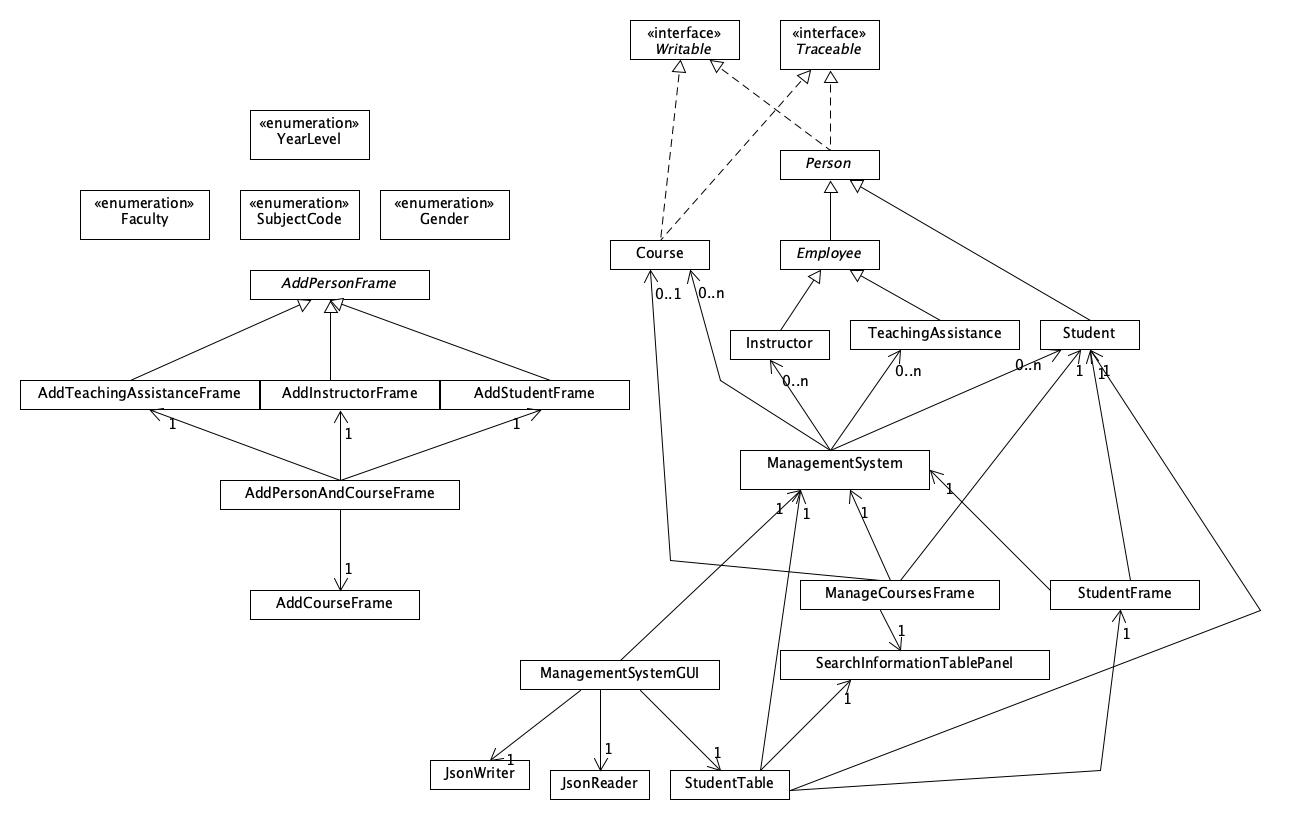 «interface»
Writable
«interface»
Traceable
«enumeration»
YearLevel
Person
«enumeration»
Faculty
«enumeration»
SubjectCode
«enumeration»
Gender
Course
Employee
AddPersonFrame
0..1
0..n
Instructor
TeachingAssistance
Student
0..n
0..n
0..n
1
1
1
AddTeachingAssistanceFrame
AddInstructorFrame
AddStudentFrame
1
1
1
ManagementSystem
AddPersonAndCourseFrame
1
1
1
1
1
AddCourseFrame
ManageCoursesFrame
StudentFrame
1
1
SearchInformationTablePanel
ManagementSystemGUI
1
1
1
1
JsonWriter
JsonReader
StudentTable